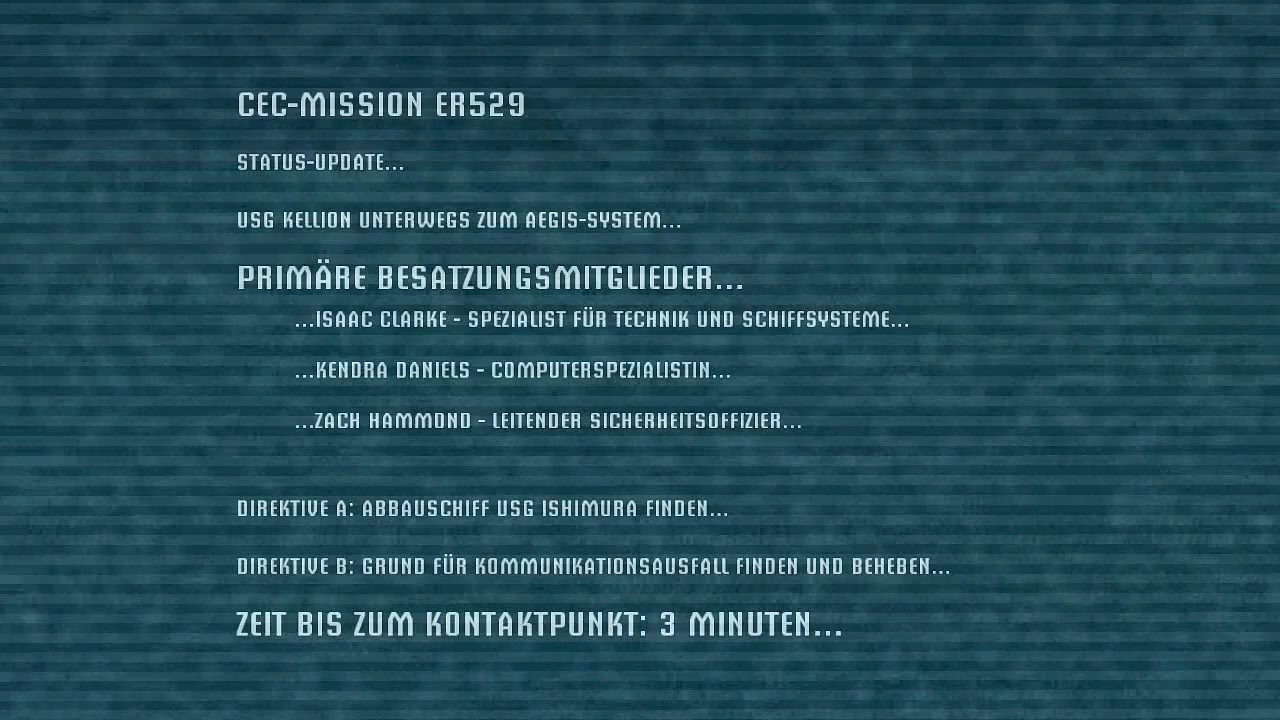 CEC-MISSION ER529
STATUS-UPDATE...
USG KELLION UNTERWEGS ZUM AEGIS-SYSTEM...
PRIMÄRE BESATZUNGSMITGLIEDER...
...ISAAC CLARKE - SPEZIALIST FÜR TECHNIK UND SCHIFFSYSTEME...
...KENDRA DANIELS - COMPUTERSPEZIALISTIN...
...ZACH HAMMOND - LEITENDER SICHERHEITSOFFIZIER...
DIREKTIVE A: ABBAUSCHIFF USG ISHIMURA FINDEN...
DIREKTIVE B: GRUND FÜR KOMMUNIKATIONSAUSFALL FINDEN UND BEHEBEN...
ZEIT BIS ZUM KONTAKTPUNKT: 3 MINUTEN...